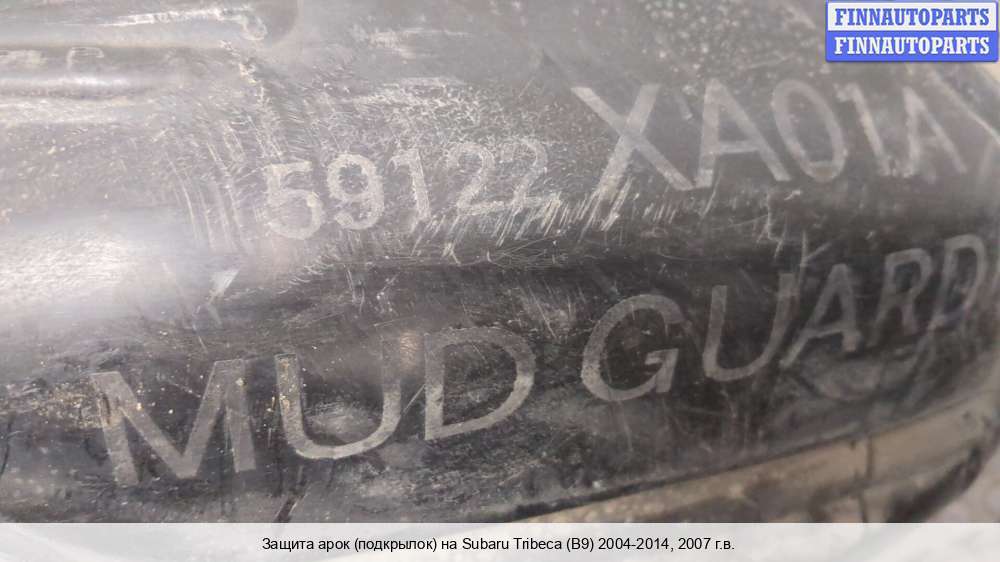 FINNAUTOPARTS
FINNAUTOPARTS
59122 XA01A
MUD GUARD
Защита арок (подкрылок) на Subaru Tribeca (B9) 2004-2014, 2007 г.в.